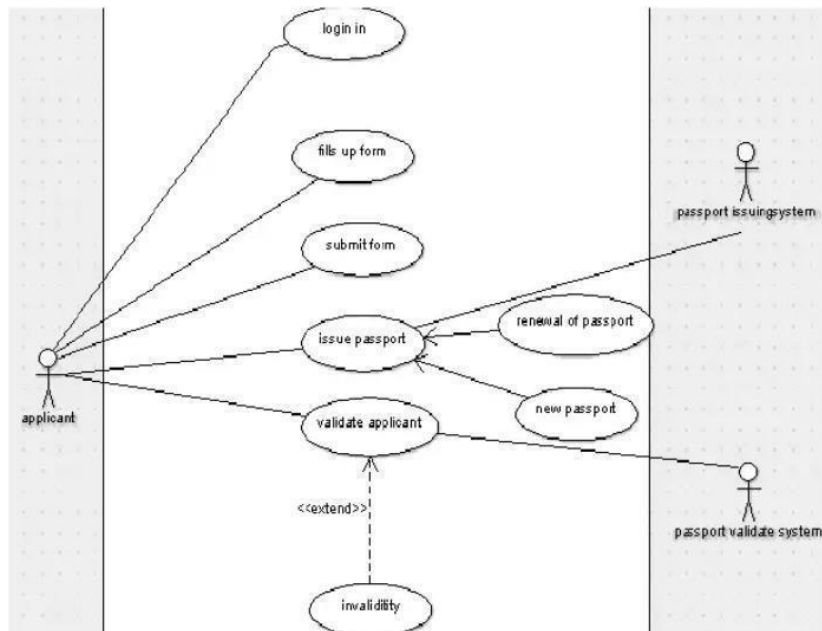 login in
fills up form
passport issuingsystem
submit form
issue passport
renewal of passport
new passport
applicant
validate applicant
<<extend>>
passport validate system
invaliditity